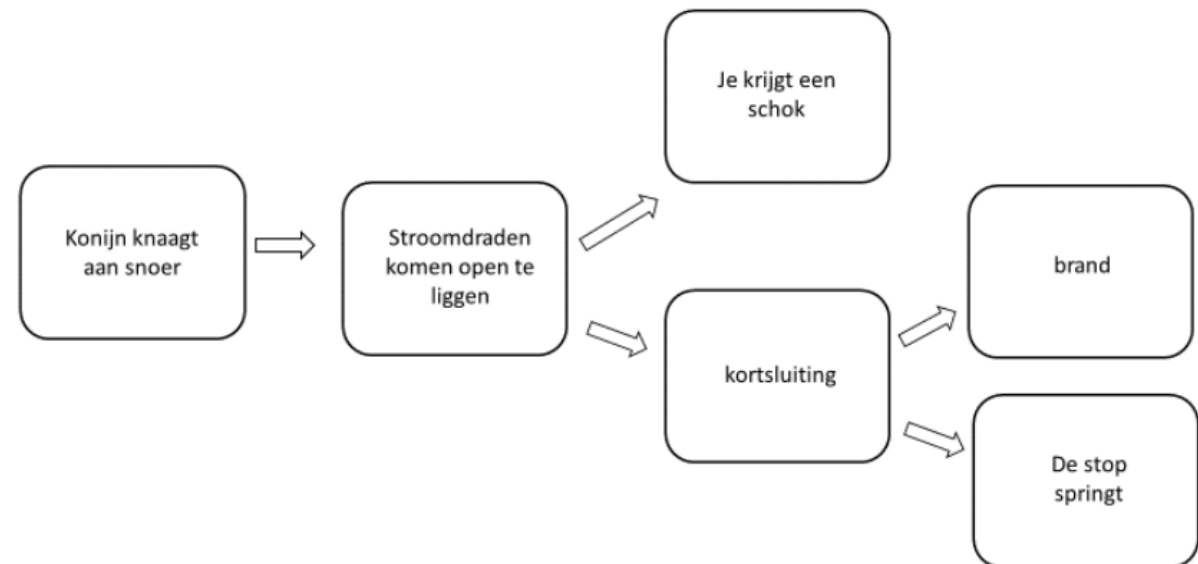 Konijn knaagt
aan snoer
Stroomdraden
komen open te
liggen
Je krijgt een
schok
kortsluiting
brand
De stop
springt